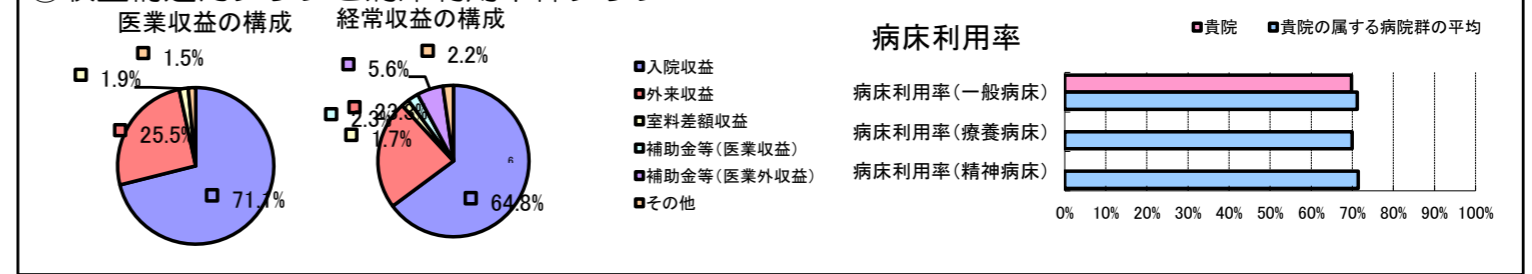 医業収益の構成
1.5%
1.9%
25.5%
71.1%
経常収益の構成
2.2%
5.6%
2.3%
1.7%
64.8%
入院収益
外来収益
室料差額収益
補助金等(医業収益)
補助金等(医業外収益)
その他
病床利用率
貴院
貴院の属する病院群の平均
病床利用率(一般病床)
病床利用率(療養病床)
病床利用率(精神病床)
0% 10% 20% 30% 40% 50% 60% 70% 80% 90% 100%